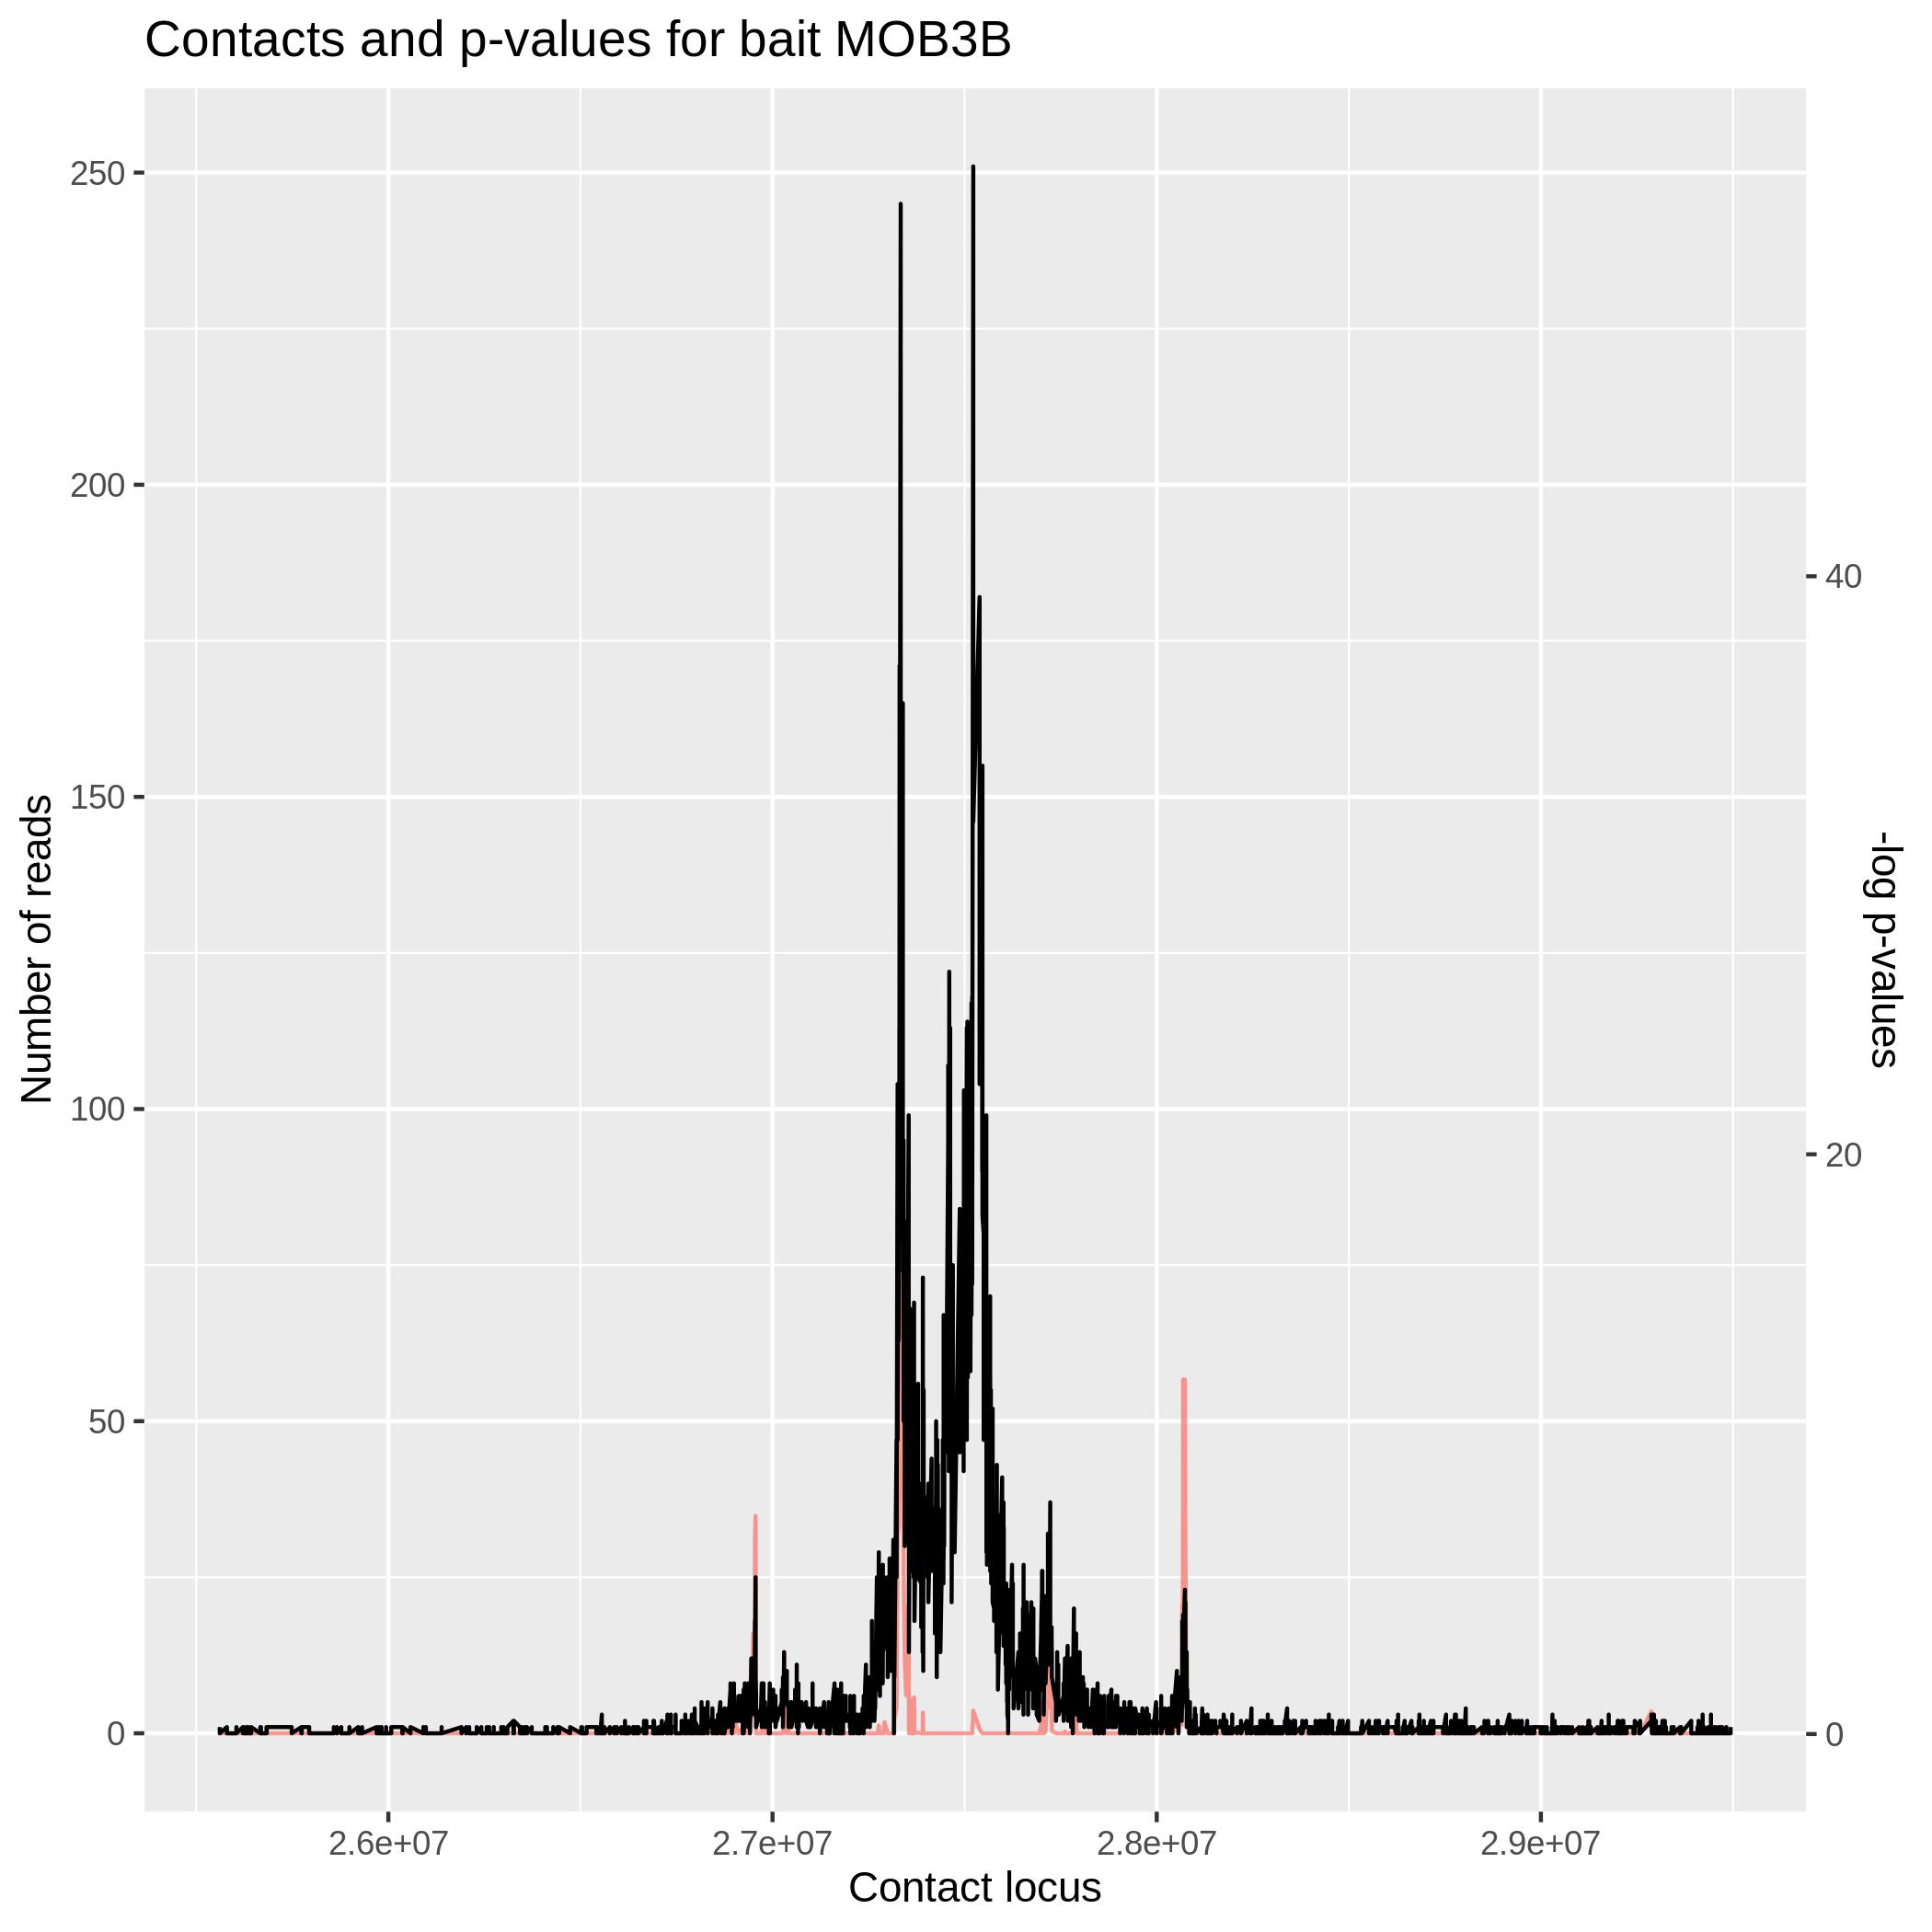 Contacts and p-values for bait MOB3B
250
200
150
100
50
0
Number of reads
40
20
0
-log p-values
2.6e+07
2.7e+07
2.8e+07
2.9e+07
Contact locus